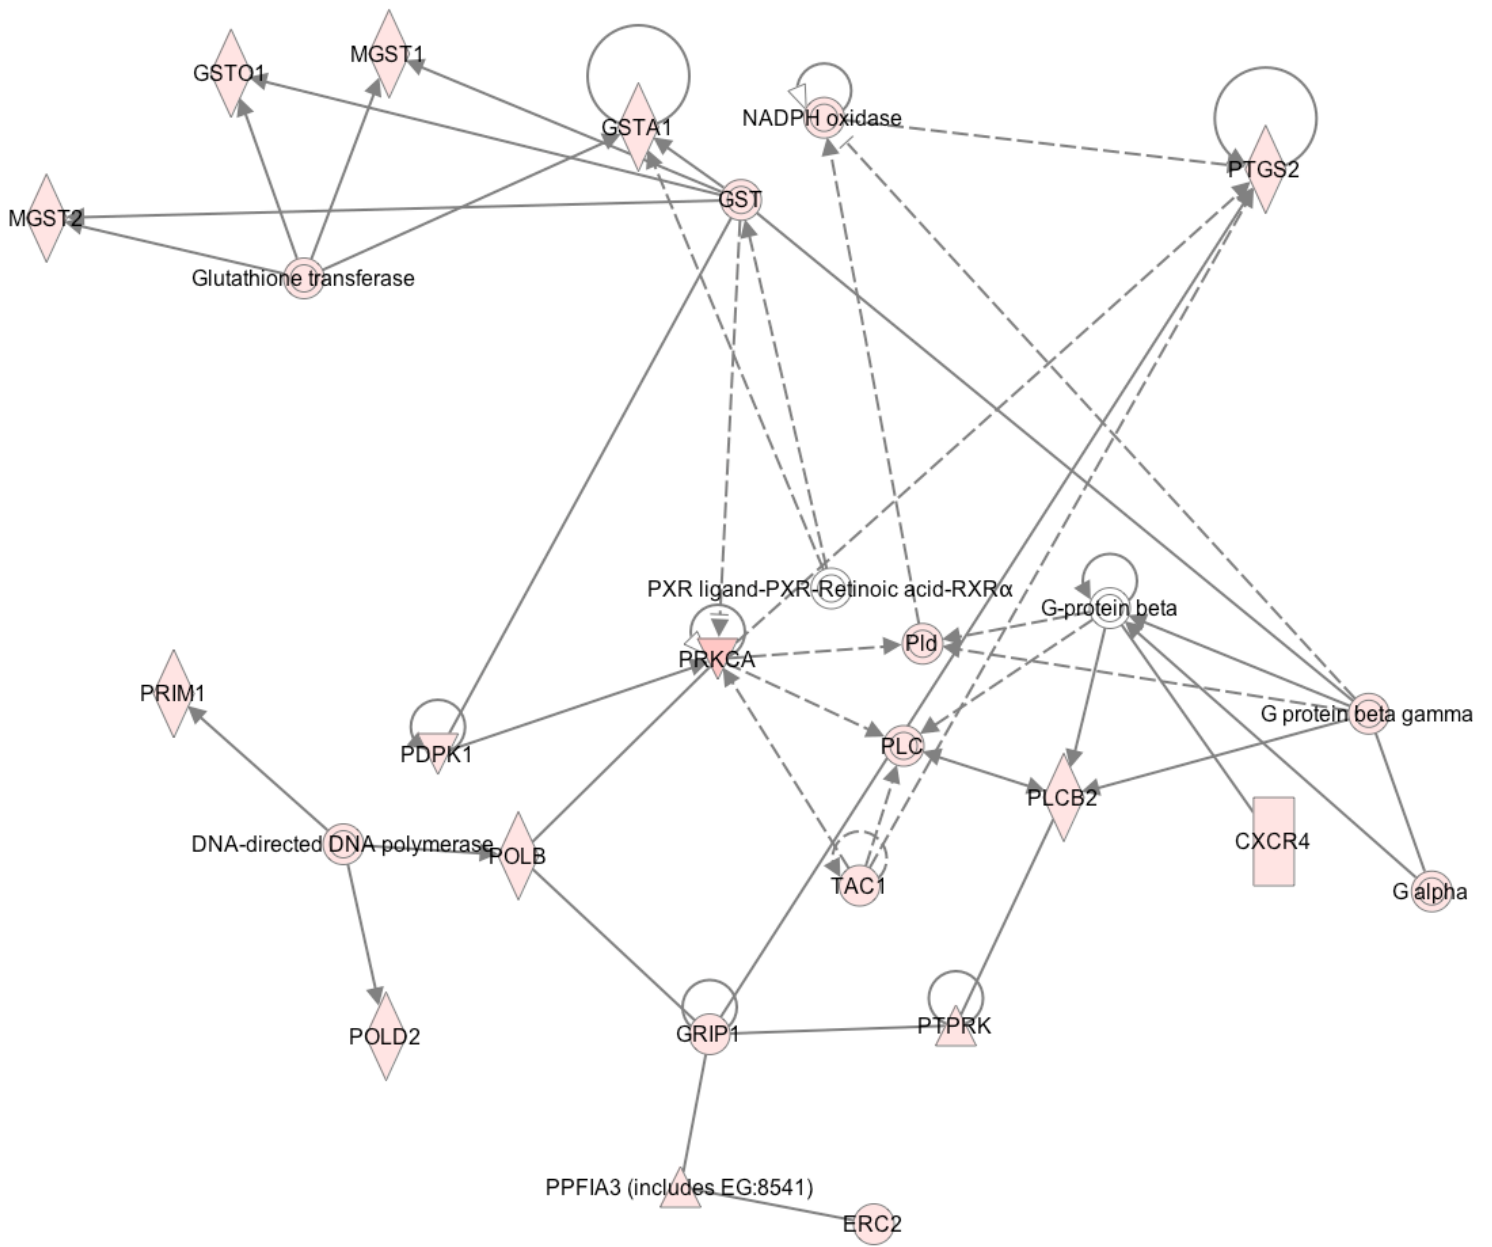 MGST1
GSTO1
NADPH oxidase
GSTA1
PTGS2
GST
MGST2
Glutathione transferase
PXR ligand-PXR-Retinoic acid-RXRα
G-protein beta
Pld
PRKCA
PRIM1
G protein beta gamma
PLC
PDPK1
PLCB2
CXCR4
DNA-directed DNA polymerase
POLB
TAC1
G alpha
PTPRK
GRIP1
POLD2
PPFIA3 (includes EG:8541)
ERC2